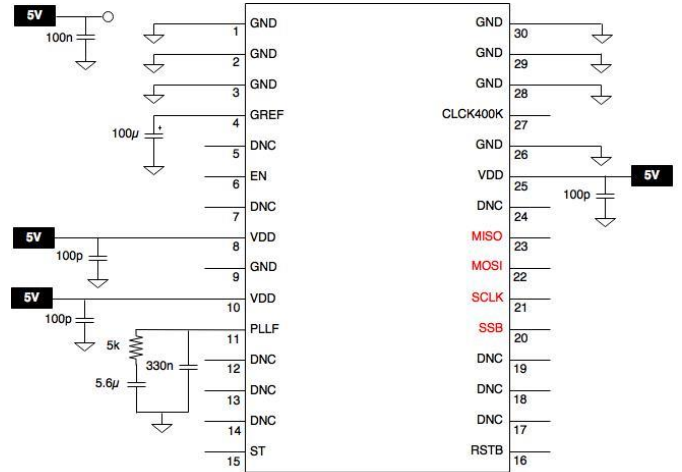 5V
100n
GND
1
GND
2
GND
3
GREF
4
100µ
+
DNC
5
EN
6
DNC
7
5V
VDD
8
100p
GND
9
5V
VDD
10
100p
PLLF
11
5k
330n
5.6µ
DNC
12
DNC
13
DNC
14
ST
15
GND
30
GND
29
GND
28
CLCK400K
27
GND
26
VDD
25
5V
100p
DNC
24
MISO
23
MOSI
22
SCLK
21
SSB
20
DNC
19
DNC
18
DNC
17
RSTB
16